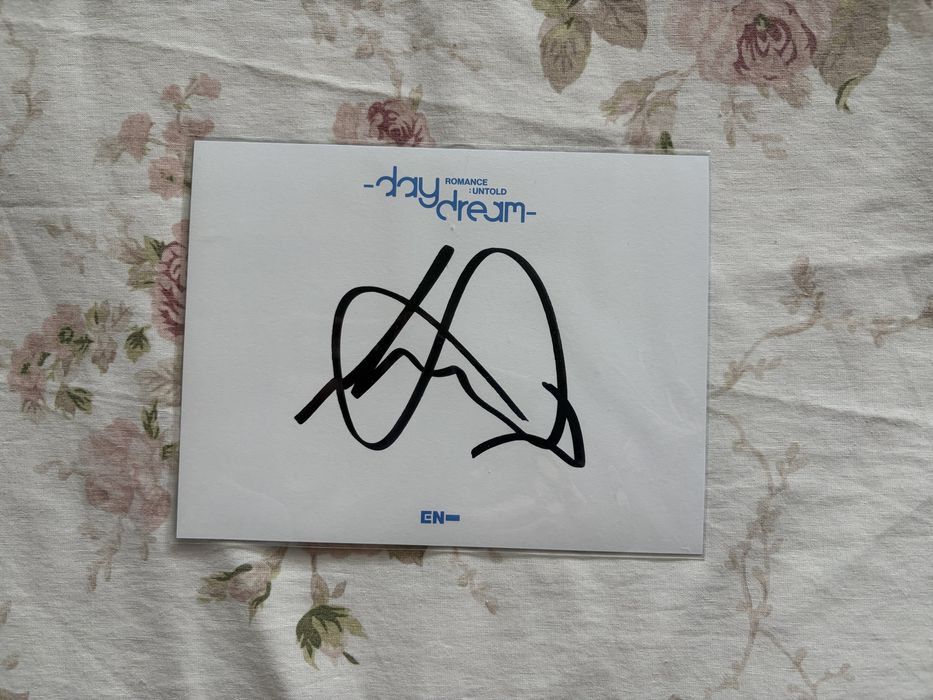 -day
ROMANCE
: UNTOLD
dream-
EN-